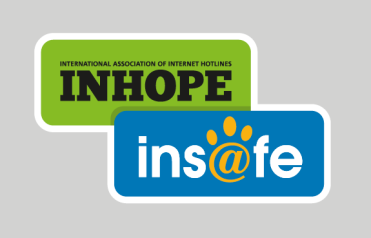 INTERNATIONAL ASSOCIATION OF INTERNET HOTLINES
INHOPE
ins@fe